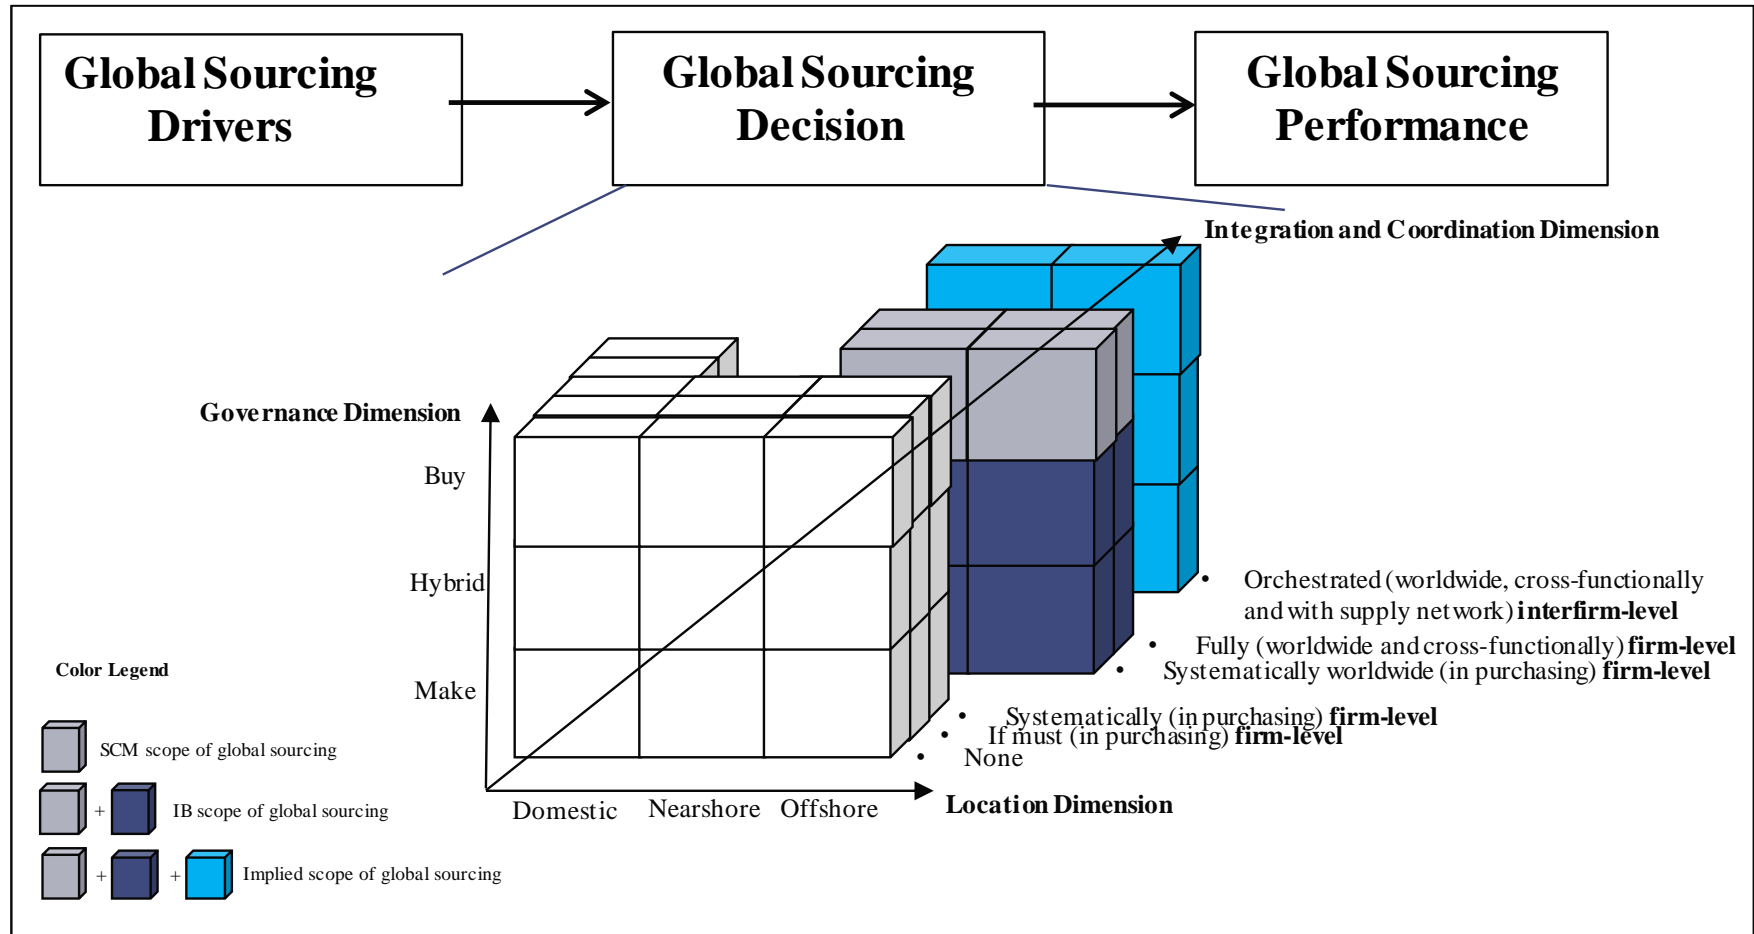 Global Sourcing
Drivers
Global Sourcing
Decision
Global Sourcing
Performance
Integration and Coordination Dimension
Governance Dimension
Buy
Hybrid
Make
• Orchestrated (worldwide, cross-functionally
and with supply network) interfirm-level
• Fully (worldwide and cross-functionally) firm-level
• Systematically worldwide (in purchasing) firm-level
• Systematically (in purchasing) firm-level
• If must (in purchasing) firm-level
• None
Domestic Nearshore Offshore
Location Dimension
Color Legend
SCM scope of global sourcing
+ IB scope of global sourcing
+ + Implied scope of global sourcing